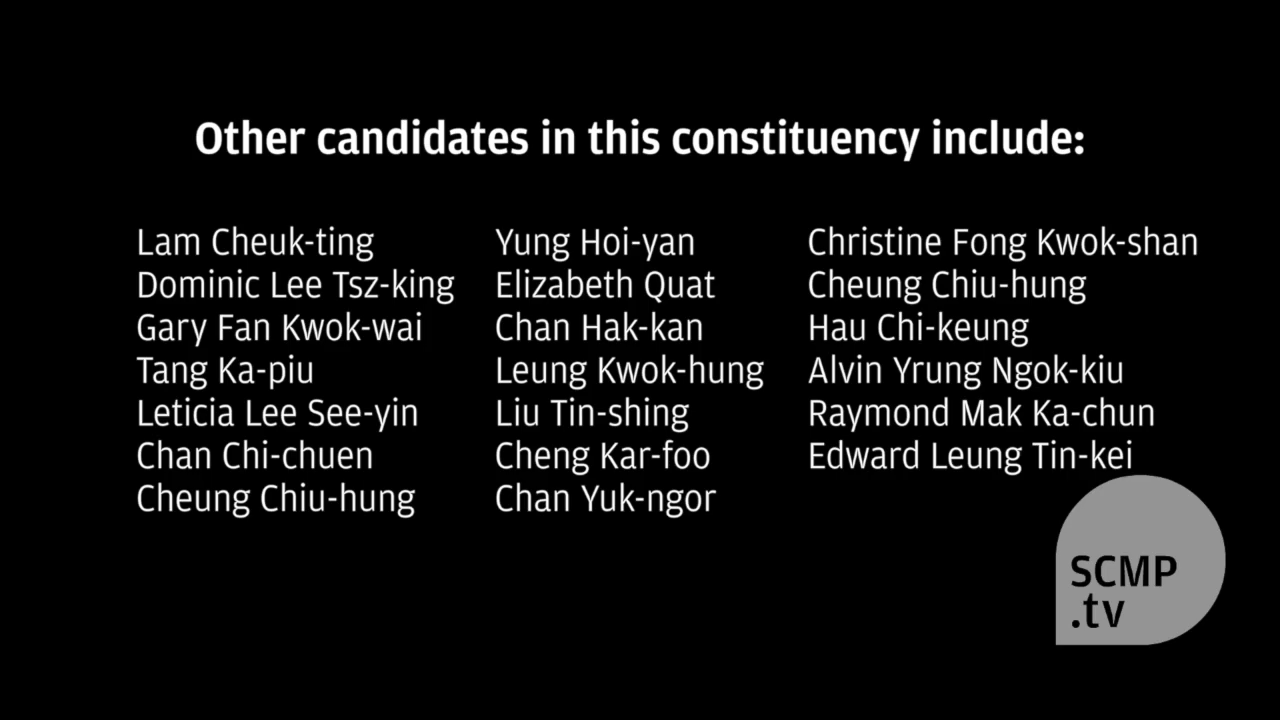 Other candidates in this constituency include:
Lam Cheuk-ting
Dominic Lee Tsz-king
Gary Fan Kwok-wai
Tang Ka-piu
Leticia Lee See-yin
Chan Chi-chuen
Cheung Chiu-hung
Yung Hoi-yan
Elizabeth Quat
Chan Hak-kan
Leung Kwok-hung
Liu Tin-shing
Cheng Kar-foo
Chan Yuk-ngor
Christine Fong Kwok-shan
Cheung Chiu-hung
Hau Chi-keung
Alvin Yrung Ngok-kiu
Raymond Mak Ka-chun
Edward Leung Tin-kei
SCMP
.tv